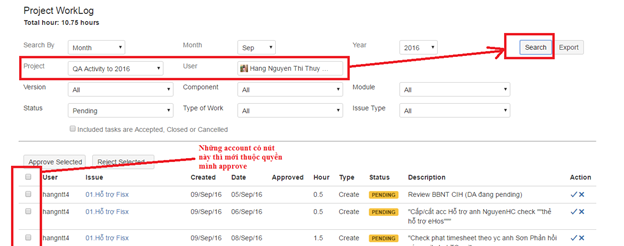 Project WorkLog
Total hour: 10.75 hours
Search By Month Month Sep Year 2016 Search Export
Project QA Activity to 2016 User Hang Nguyen Thi Thuy
Version All Component All Module All
Status Pending Type of Work All Issue Type All
Included tasks are Accepted, Closed or Cancelled
Approve Selected Reject Selected
Những account có nút
này thì mới thuộc quyền
mình approve
User Issue Created Date Approved Hour Type Status Description Action
hangntt4 01.Hỗ trợ Fisx 09/Sep/16 05/Sep/16 0.5 Create PENDING Review BBNT CIH (DA đang pending)
hangntt4 01.Hỗ trợ Fisx 09/Sep/16 06/Sep/16 0.5 Create PENDING "Cấp/cắt acc Hỗ trợ anh NguyenHC check ""thẻ
hỗ trợ eHos"""
hangntt4 01.Hỗ trợ Fisx 09/Sep/16 08/Sep/16 1.5 Create PENDING "Check phạt timesheet theo yc anh Sơn Phản hồi